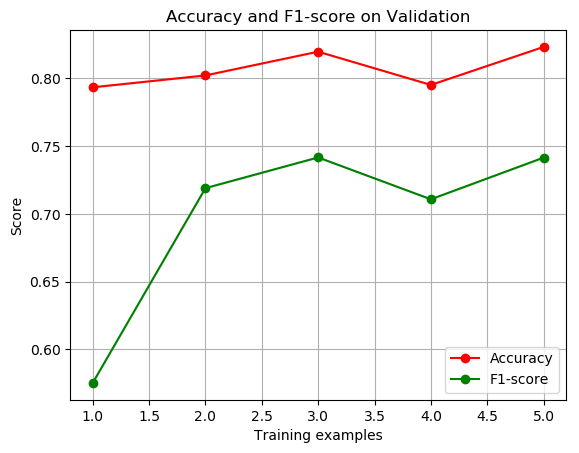 Accuracy and F1-score on Validation
0.80
0.75
0.70
0.65
0.60
Score
1.0 1.5 2.0 2.5 3.0 3.5 4.0 4.5 5.0
Training examples
Accuracy
F1-score